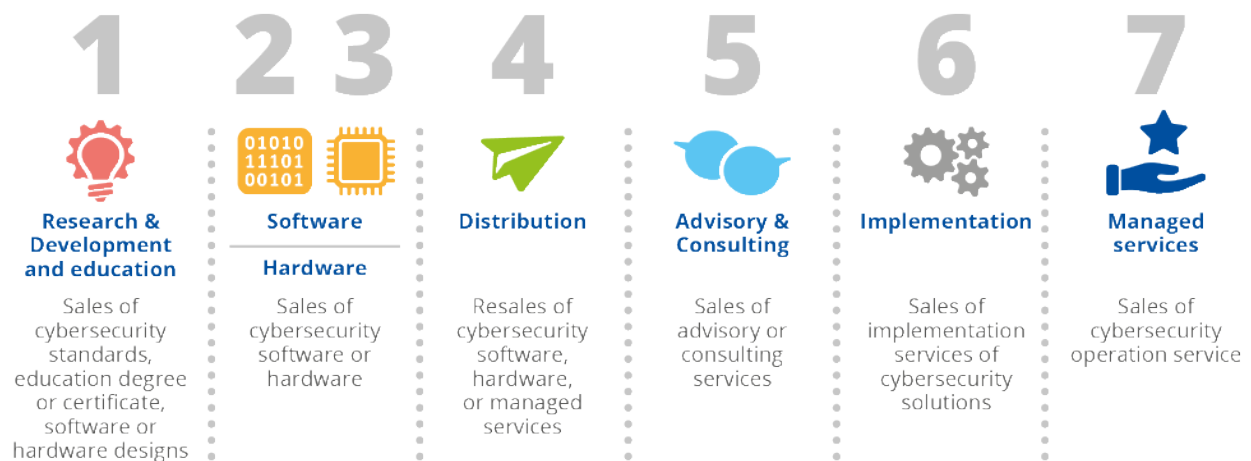 1
2 3
4
5
6
7
01010
11101
00101
Research &
Development
and education
Sales of
cybersecurity
standards,
education degree
or certificate,
software or
hardware designs
Software
Hardware
Sales of
cybersecurity
software or
hardware
Distribution
Resales of
cybersecurity
software,
hardware,
or managed
services
Advisory &
Consulting
Sales of
advisory or
consulting
services
Implementation
Sales of
implementation
services of
cybersecurity
solutions
Managed
services
Sales of
cybersecurity
operation service